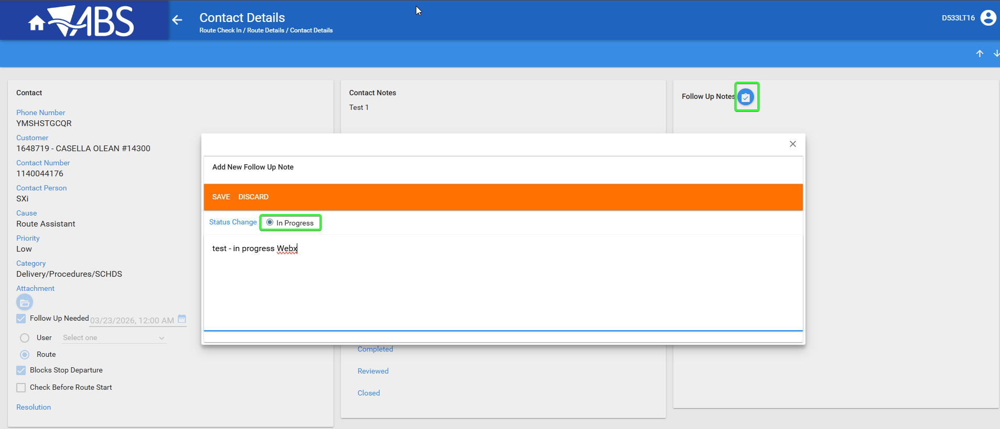 ABS
Contact Details
Route Check In / Route Details / Contact Details
D533LT16
Contact
Phone Number
YMSHSTGCQR
Customer
1648719 - CASELLA OLEAN #14300
Contact Number
1140044176
Contact Person
SXi
Cause
Route Assistant
Priority
Low
Category
Delivery/Procedures/SCHDS
Attachment
Follow Up Needed 03/23/2026, 12:00 AM
User Select one
Route
Blocks Stop Departure
Check Before Route Start
Resolution
Contact Notes
Test 1
Follow Up Notes
Add New Follow Up Note
SAVE DISCARD
Status Change In Progress
test - in progress Webx
Completed
Reviewed
Closed